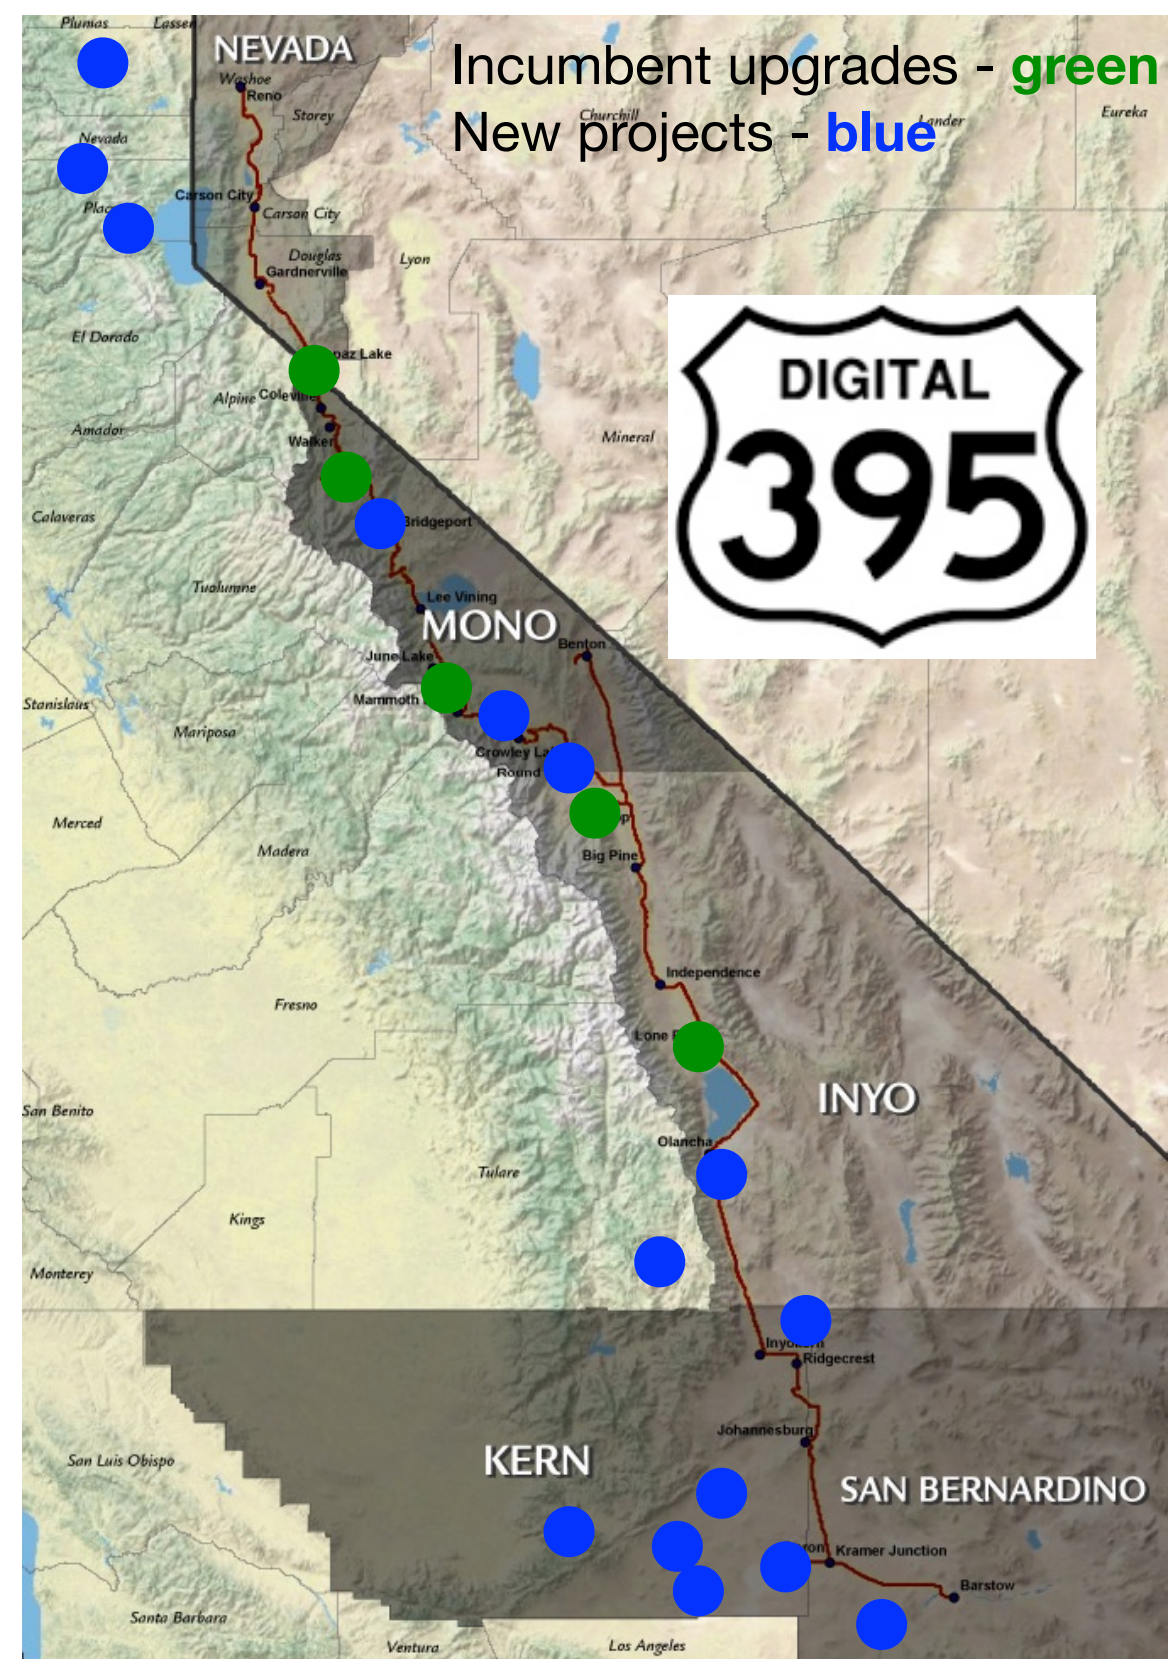 Plumas
Lassen
NEVADA
Incumbent upgrades - green
Washoe
Reno
Storey
Churchill
Lander
Eureka
New projects - blue
Nevada
Carson City
Carson City
Douglas
Lyon
Gardnerville
El Dorado
Lake
DIGITAL
395
Alpine
Amador
Walker
Mineral
Calaveras
Bridgeport
Tuolumne
Lee Vining
MONO
Benton
June Lake
Stanislaus
Mammoth
Mariposa
Crowley
Round
Merced
Madera
Big Pine
Independence
Fresno
Lone
INYO
San Benito
Olancha
Tulare
Kings
Monterey
Ridgecrest
Johannesburg
San Luis Obispo
KERN
SAN BERNARDINO
Kramer Junction
Barstow
Santa Barbara
Ventura
Los Angeles